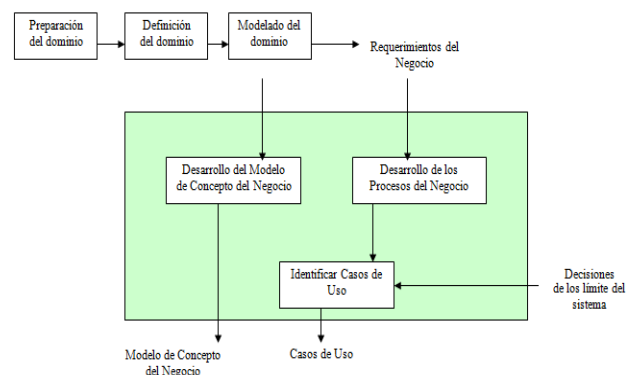 Preparación
del dominio
Definición
del dominio
Modelado del
dominio
Requerimientos del
Negocio
Desarrollo del Modelo
de Concepto del Negocio
Desarrollo de los
Procesos del Negocio
Identificar Casos de
Uso
Decisiones
de los límite del
sistema
Modelo de Concepto
del Negocio
Casos de Uso